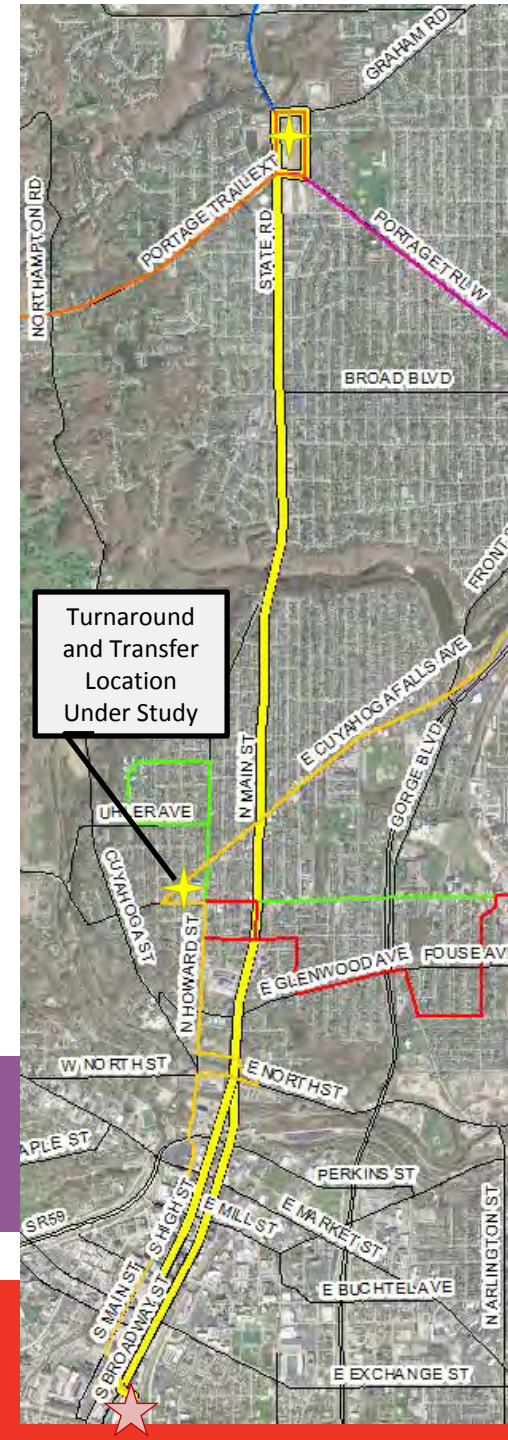 GRAHAM RD
NORTHAMPTON RD
PORTAGE TRAIL EXT
STATE RD
PORTAGE TRL W
BROAD BLVD
FRONT
Turnaround
and Transfer
Location
Under Study
E CUYAHOGA FALLS AVE
N MAIN ST
GORGE BLVD
UHLER AVE
CUYAHOGA ST
N HOWARD ST
E GLENWOOD AVE
FOUSE AV
W NORTH ST
E NORTH ST
APLE ST
PERKINS ST
SR59
S HIGH ST
E MILL ST
E MARKET ST
N ARLINGTON ST
S MAIN ST
S BROADWAY ST
E BUCHTEL AVE
E EXCHANGE ST